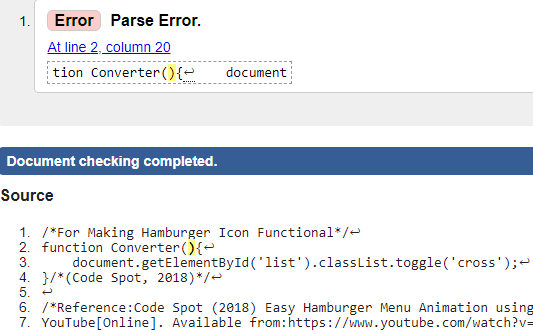 1. Error Parse Error.
At line 2, column 20
tion Converter(){↩    document
Document checking completed.
Source
1. /*For Making Hamburger Icon Functional*/↩
2. function Converter(){↩
3.     document.getElementById('list').classList.toggle('cross');↩
4. }/*(Code Spot, 2018)*/↩
5. ↩
6. /*Reference:Code Spot (2018) Easy Hamburger Menu Animation using
7. YouTube[Online]. Available from:https://www.youtube.com/watch?v=